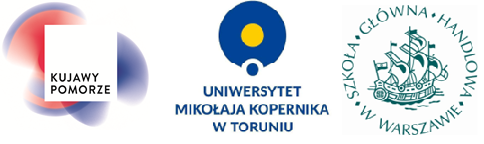 KUJAWY
POMORZE
UNIWERSYTET
MIKOŁAJA KOPERNIKA
W TORUNIU
SZKOŁA • GŁÓWNA • HANDLOWA
• W WARSZAWIE •